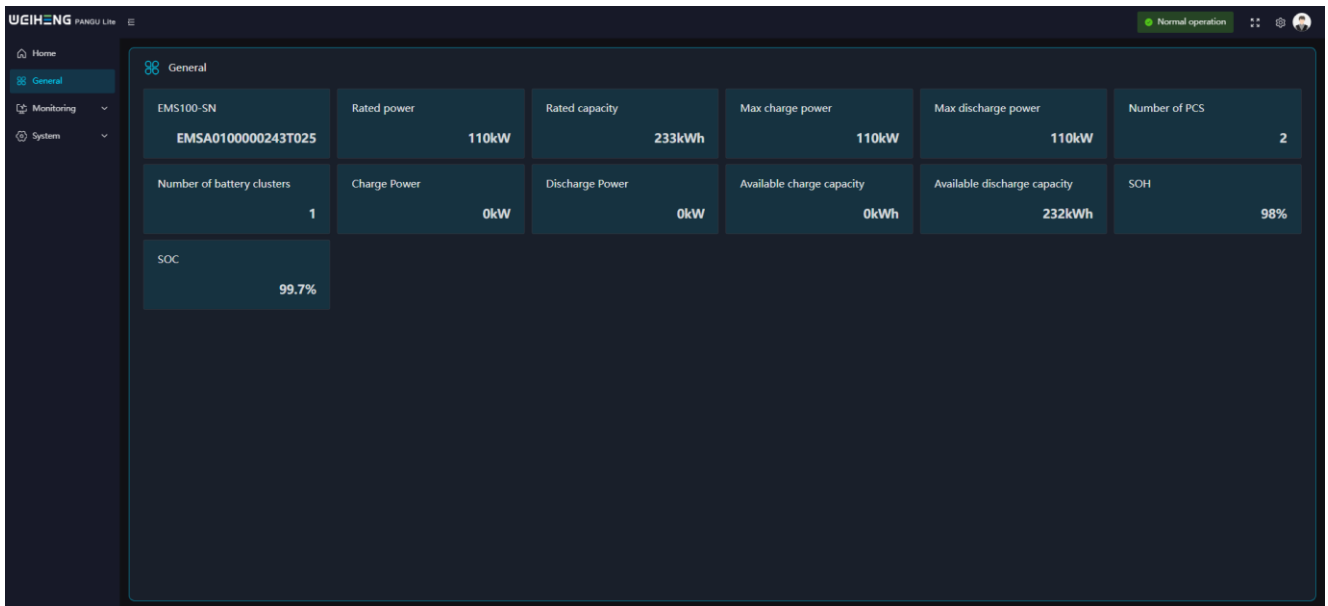 WEIHENG PANGU Lite
Normal operation
Home
General
Monitoring
System
General
EMS100-SN
EMSA0100000243T025
Rated power
110kW
Rated capacity
233kWh
Max charge power
110kW
Max discharge power
110kW
Number of PCS
2
Number of battery clusters
1
Charge Power
0kW
Discharge Power
0kW
Available charge capacity
0kWh
Available discharge capacity
232kWh
SOH
98%
SOC
99.7%